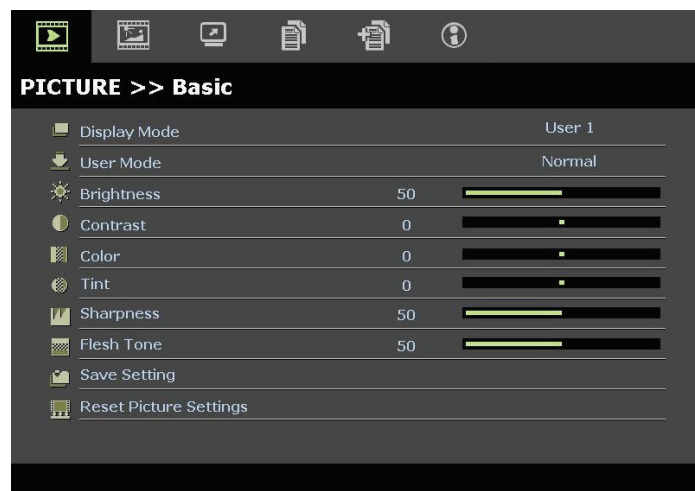 PICTURE >> Basic
Display Mode User 1
User Mode Normal
Brightness 50
Contrast 0
Color 0
Tint 0
Sharpness 50
Flesh Tone 50
Save Setting
Reset Picture Settings